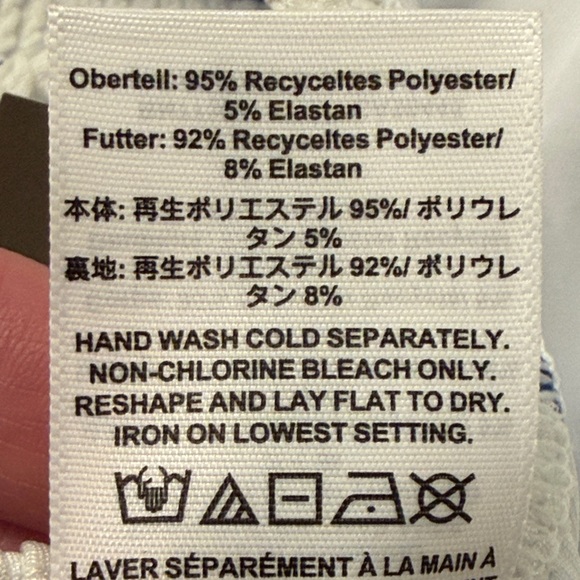 Oberteil: 95% Recyceltes Polyester/
5% Elastan
Futter: 92% Recyceltes Polyester/
8% Elastan
本体: 再生ポリエステル 95%/ ポリウレ
タン 5%
裏地: 再生ポリエステル 92%/ ポリウレ
タン 8%
HAND WASH COLD SEPARATELY.
NON-CHLORINE BLEACH ONLY.
RESHAPE AND LAY FLAT TO DRY.
IRON ON LOWEST SETTING.
LAVER SÉPARÉMENT À LA MAIN À